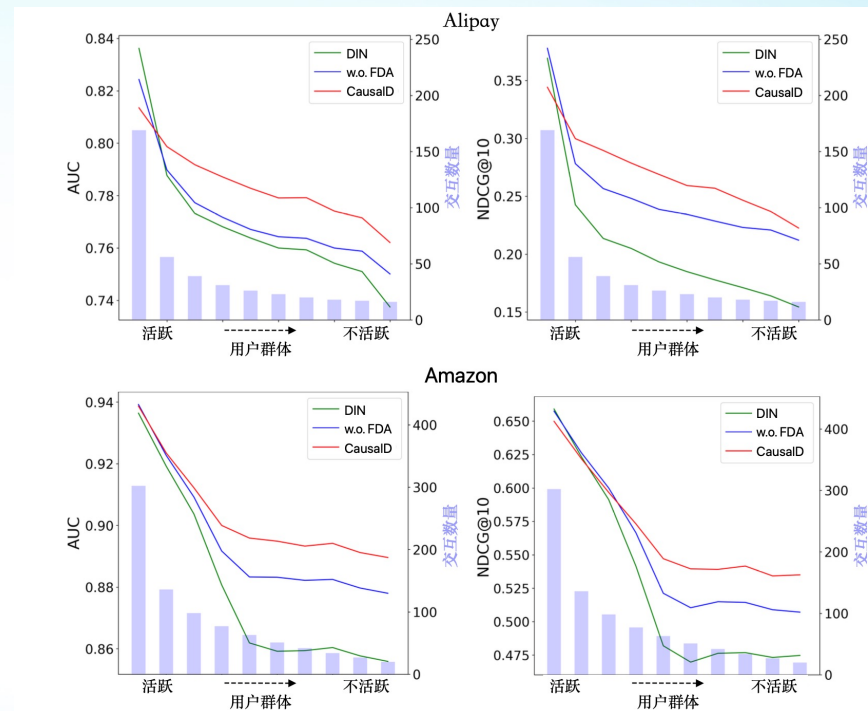 Alipay
0.84
0.82
0.80
0.78
0.76
0.74
AUC
DIN
w.o. FDA
CausalD
250
200
150
100
50
0
交互数量
活跃
不活跃
用户群体
0.35
0.30
0.25
0.20
0.15
NDCG@10
DIN
w.o. FDA
CausalD
250
200
150
100
50
0
交互数量
活跃
不活跃
用户群体
Amazon
0.94
0.92
0.90
0.88
0.86
AUC
DIN
w.o. FDA
CausalD
400
300
200
100
0
交互数量
活跃
不活跃
用户群体
0.650
0.625
0.600
0.575
0.550
0.525
0.500
0.475
NDCG@10
DIN
w.o. FDA
CausalD
400
300
200
100
0
交互数量
活跃
不活跃
用户群体